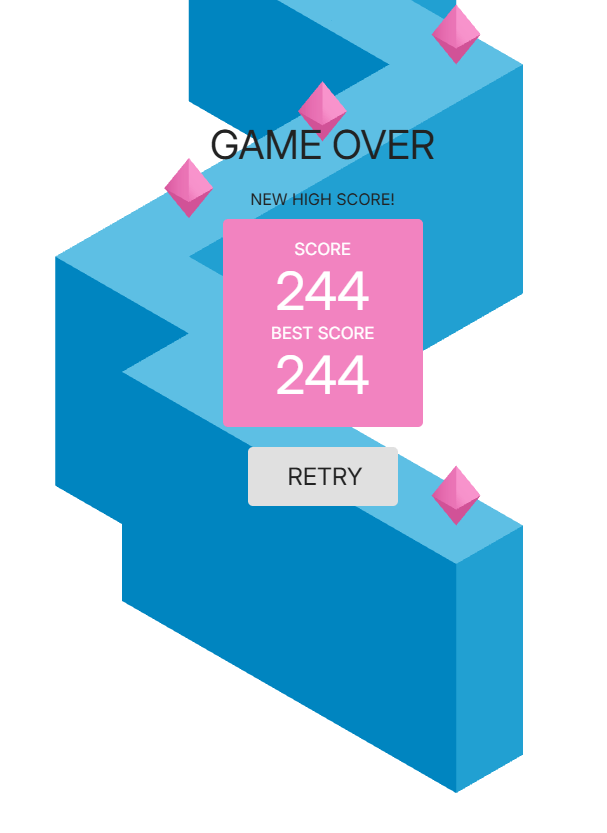 GAME OVER
NEW HIGH SCORE!
SCORE
244
BEST SCORE
244
RETRY